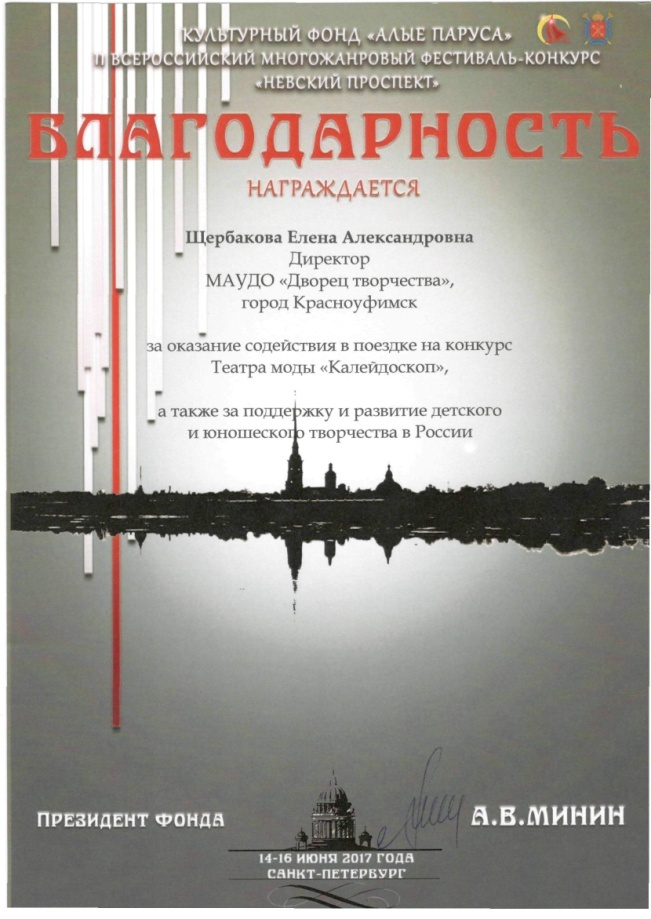 КУЛЬТУРНЫЙ ФОНД «АЛЫЕ ПАРУСА»
II ВСЕРОССИЙСКИЙ МНОГОЖАНРОВЫЙ ФЕСТИВАЛЬ-КОНКУРС
«НЕВСКИЙ ПРОСПЕКТ»
БЛАГОДАРНОСТЬ
НАГРАЖДАЕТСЯ
Щербакова Елена Александровна
Директор
МАУДО «Дворец творчества»,
город Красноуфимск
за оказание содействия в поездке на конкурс
Театра моды «Калейдоскоп»,
а также за поддержку и развитие детского
и юношеского творчества в России
ПРЕЗИДЕНТ ФОНДА
А.В.МИНИН
14-16 ИЮНЯ 2017 ГОДА
САНКТ-ПЕТЕРБУРГ